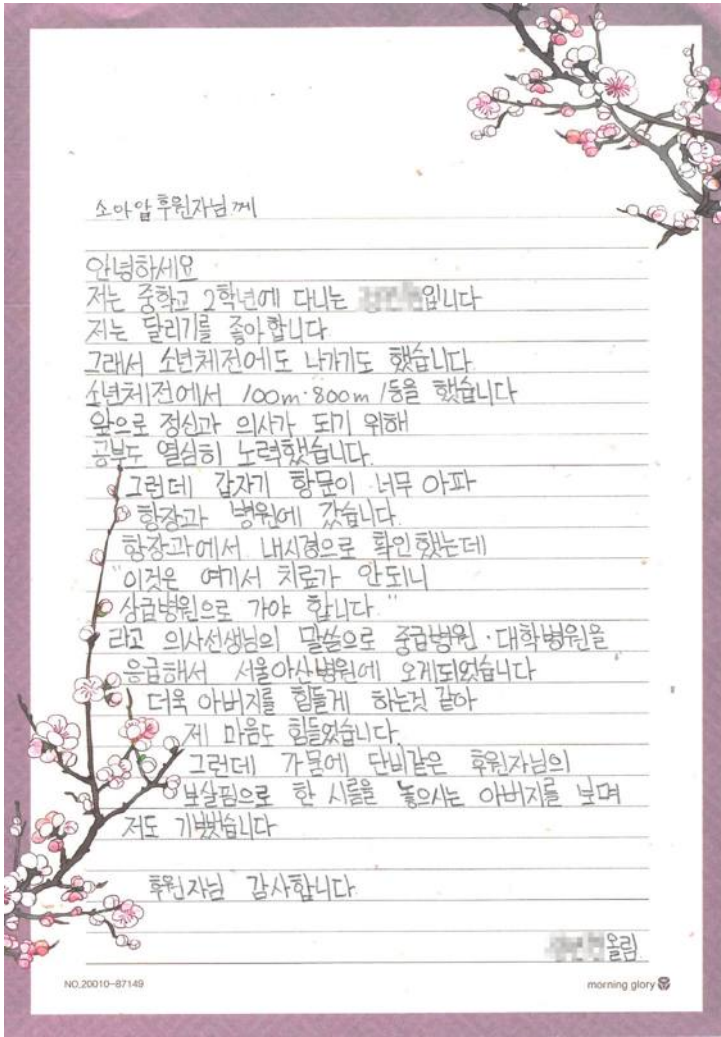 소아암 후원자님께
안녕하세요
저는 중학교 2학년에 다니는 입니다
저는 달리기를 좋아합니다
그래서 소년체전에도 나가기도 했습니다
소년체전에서 100m·800m 1등을 했습니다
앞으로 정신과 의사가 되기 위해
공부도 열심히 노력했습니다.
그런데 갑자기 항문이 너무 아파
항장과 병원에 갔습니다.
항장과에서 내시경으로 확인했는데
"이것은 여기서 치료가 안되니
상급병원으로 가야 합니다."
라고 의사선생님의 말씀으로 중급병원·대학병원을
응급해서 서울아산병원에 오게되었습니다
더욱 아버지를 힘들게 하는것 같아
제 마음도 힘들었습니다.
그런데 가뭄에 단비같은 후원자님의
보살핌으로 한 시름을 놓으시는 아버지를 보며
저도 기뻤습니다
후원자님 감사합니다
올림
NO.20010-87149
morning glory